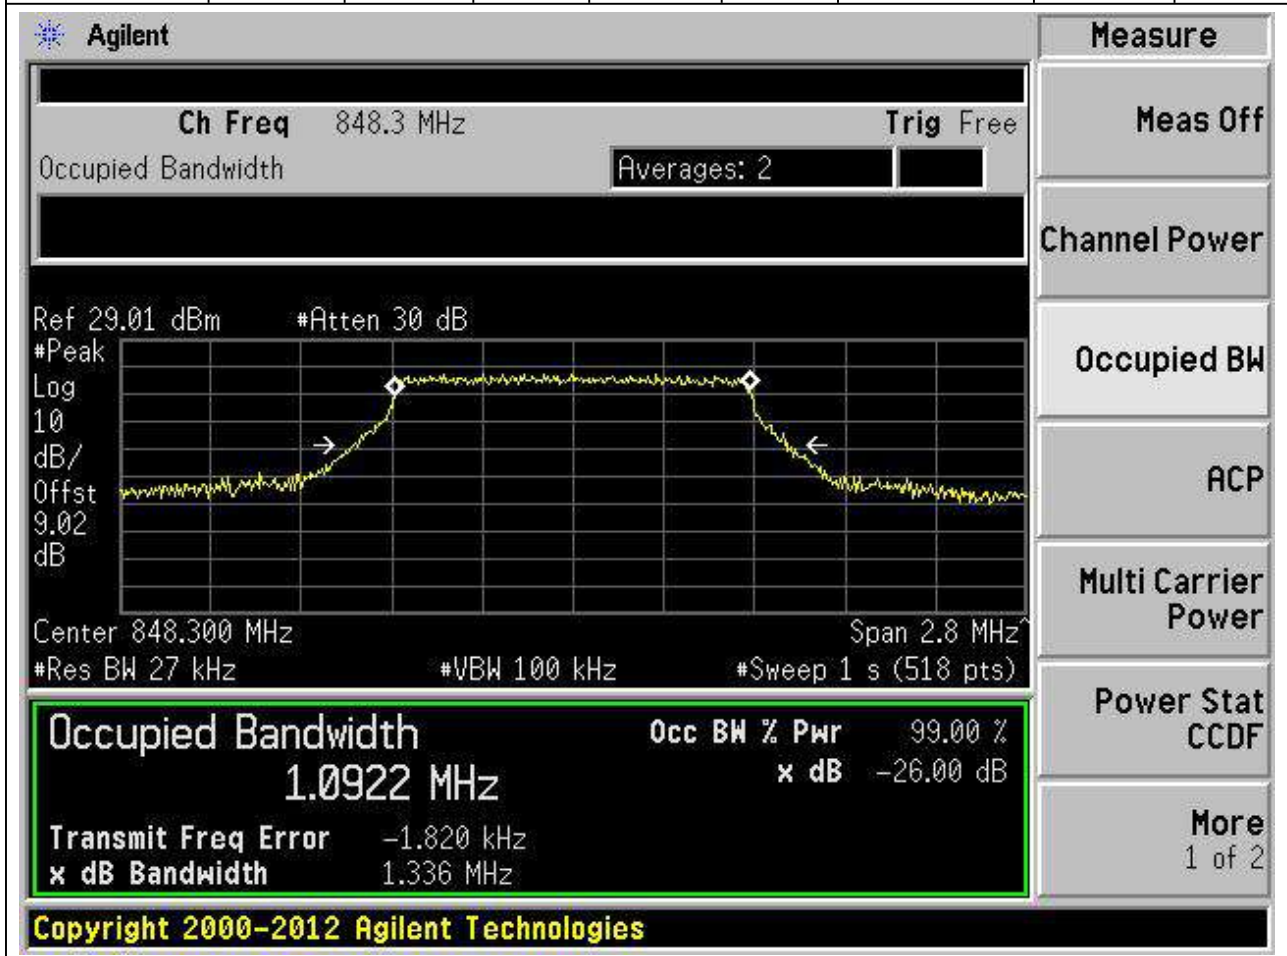 Agilent
Measure
Ch Freq 848.3 MHz Trig Free
Occupied Bandwidth Averages: 2
Meas Off
Channel Power
Occupied BW
ACP
Multi Carrier
Power
Power Stat
CCDF
More
1 of 2
Ref 29.01 dBm #Atten 30 dB
#Peak
Log
10
dB/
Offst
9.02
dB
Center 848.300 MHz Span 2.8 MHz^
#Res BW 27 kHz #VBW 100 kHz #Sweep 1 s (518 pts)
Occupied Bandwidth Occ BW % Pwr 99.00 %
1.0922 MHz x dB -26.00 dB
Transmit Freq Error -1.820 kHz
x dB Bandwidth 1.336 MHz
Copyright 2000-2012 Agilent Technologies